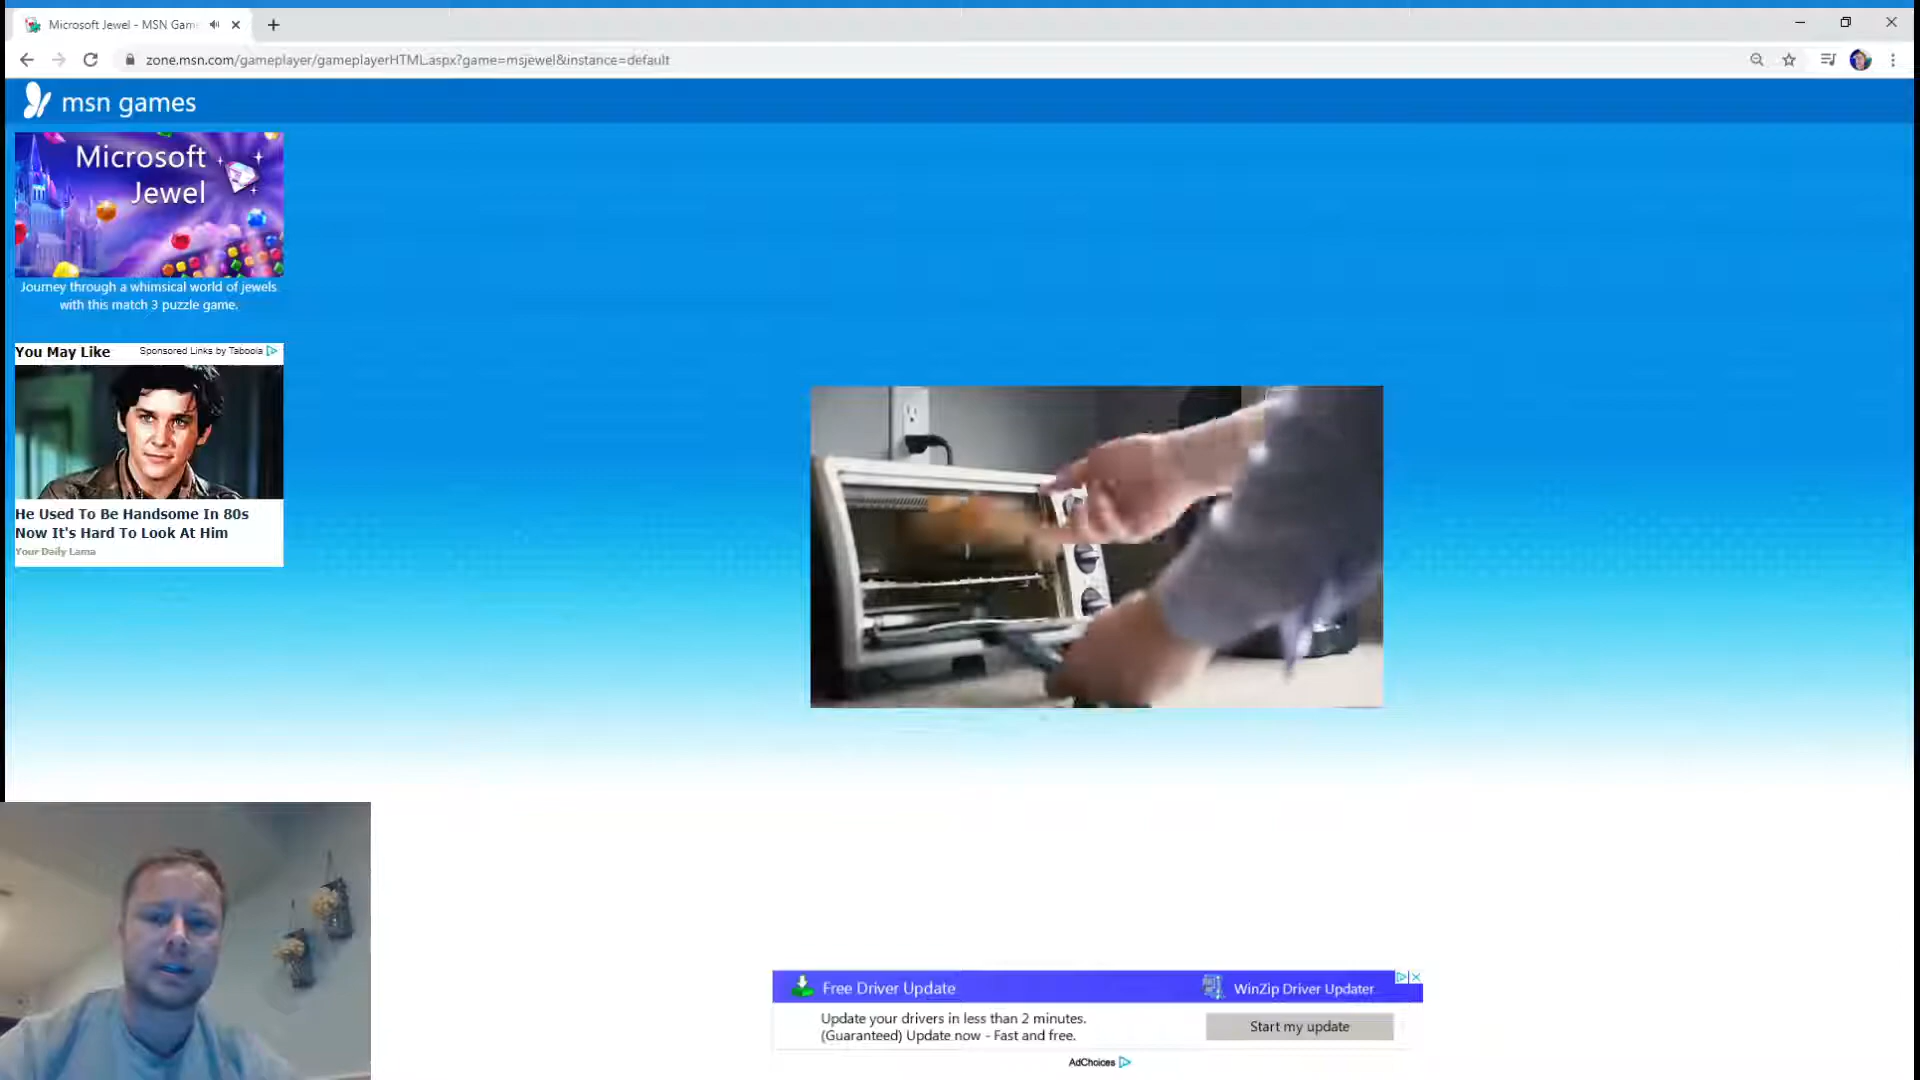 Microsoft Jewel - MSN Gam
zone.msn.com/gameplayer/gameplayerHTML.aspx?game=msjewel&instance=default
msn games
Microsoft
Jewel
Journey through a whimsical world of jewels
with this match 3 puzzle game.
You May Like
Sponsored Links by Taboola
He Used To Be Handsome In 80s
Now It's Hard To Look At Him
Your Daily Lama
Free Driver Update
WinZip Driver Updater
Update your drivers in less than 2 minutes.
(Guaranteed) Update now - Fast and free.
Start my update
AdChoices